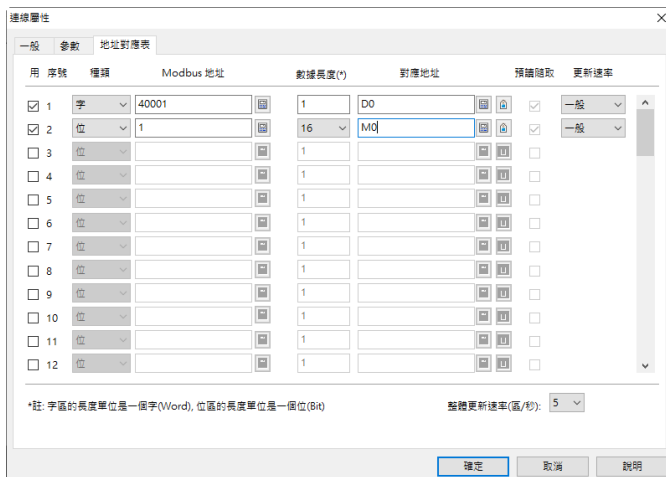 連線屬性
一般 參數 地址對應表
用 序號 種類 Modbus 地址 數據長度(*) 對應地址 預讀隨取 更新速率
1 字 40001 1 D0 一般
2 位 1 16 M0 一般
3 位 1
4 位 1
5 位 1
6 位 1
7 位 1
8 位 1
9 位 1
10 位 1
11 位 1
12 位 1
*註: 字區的長度單位是一個字(Word), 位區的長度單位是一個位(Bit) 整體更新速率(區/秒): 5
確定 取消 說明